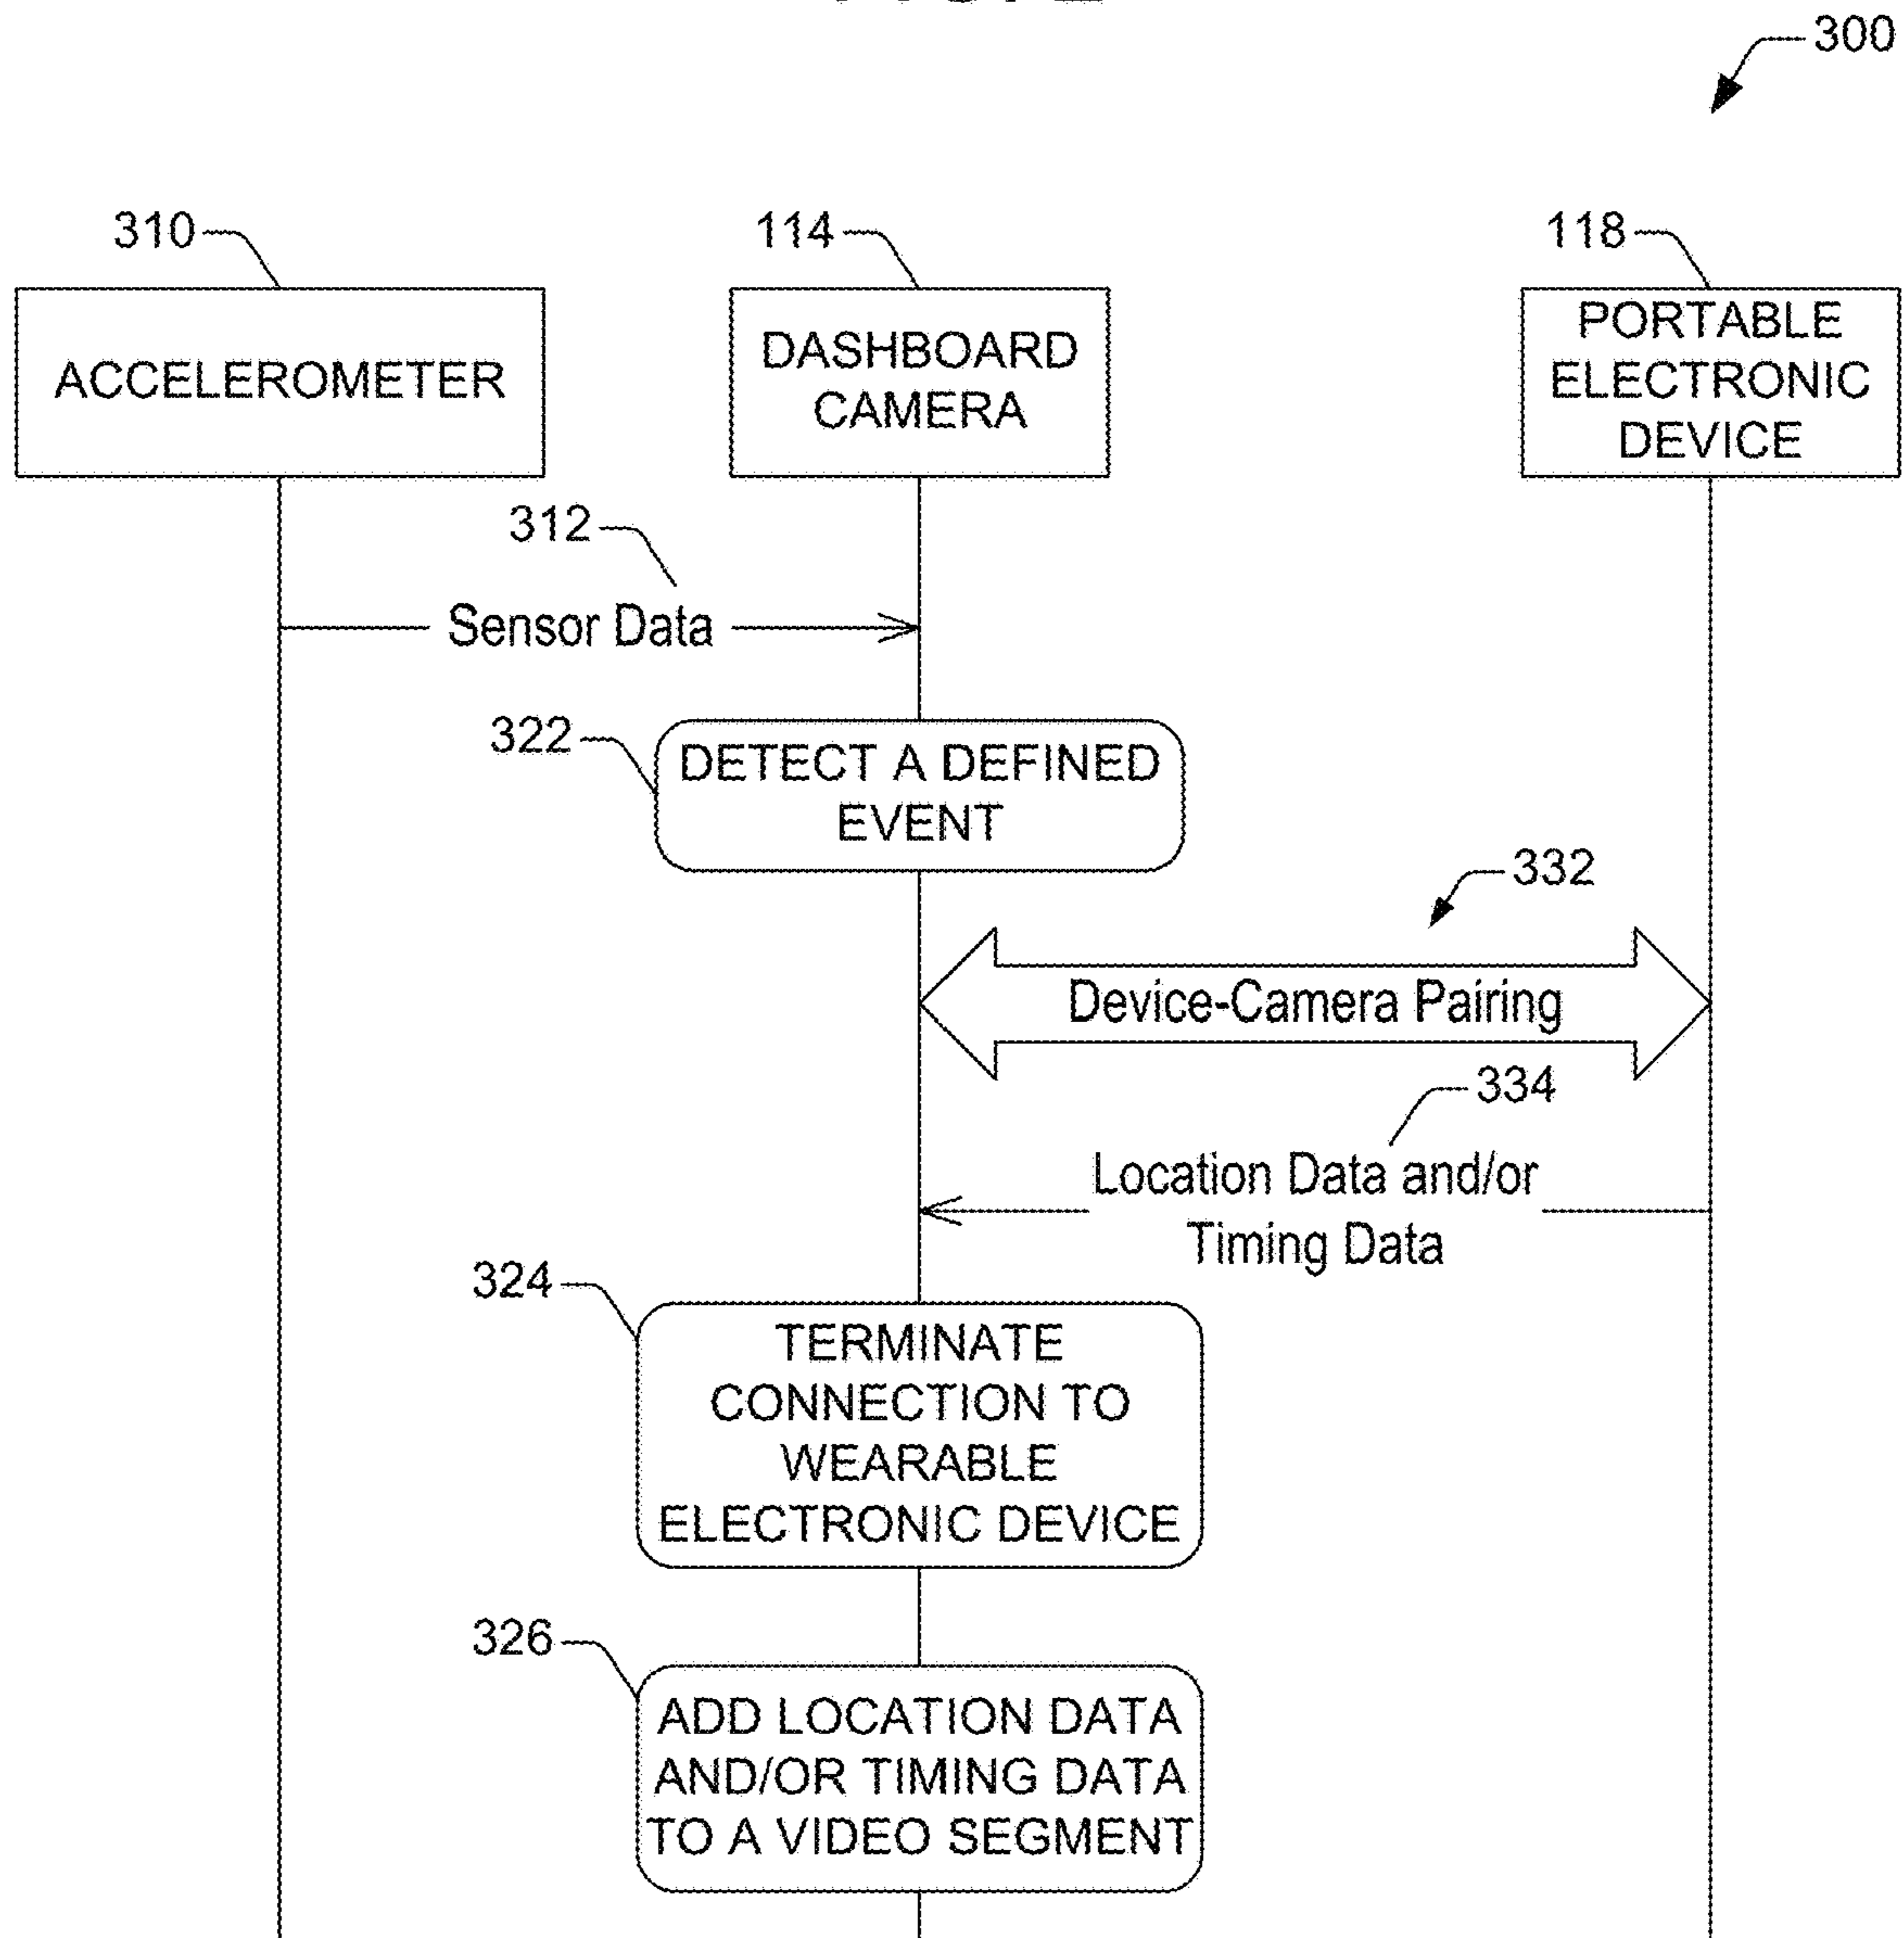 300
310
114
118
ACCELEROMETER
DASHBOARD
CAMERA
PORTABLE
ELECTRONIC
DEVICE
312
Sensor Data
322
DETECT A DEFINED
EVENT
332
Device-Camera Pairing
334
Location Data and/or
Timing Data
324
TERMINATE
CONNECTION TO
WEARABLE
ELECTRONIC DEVICE
326
ADD LOCATION DATA
AND/OR TIMING DATA
TO A VIDEO SEGMENT